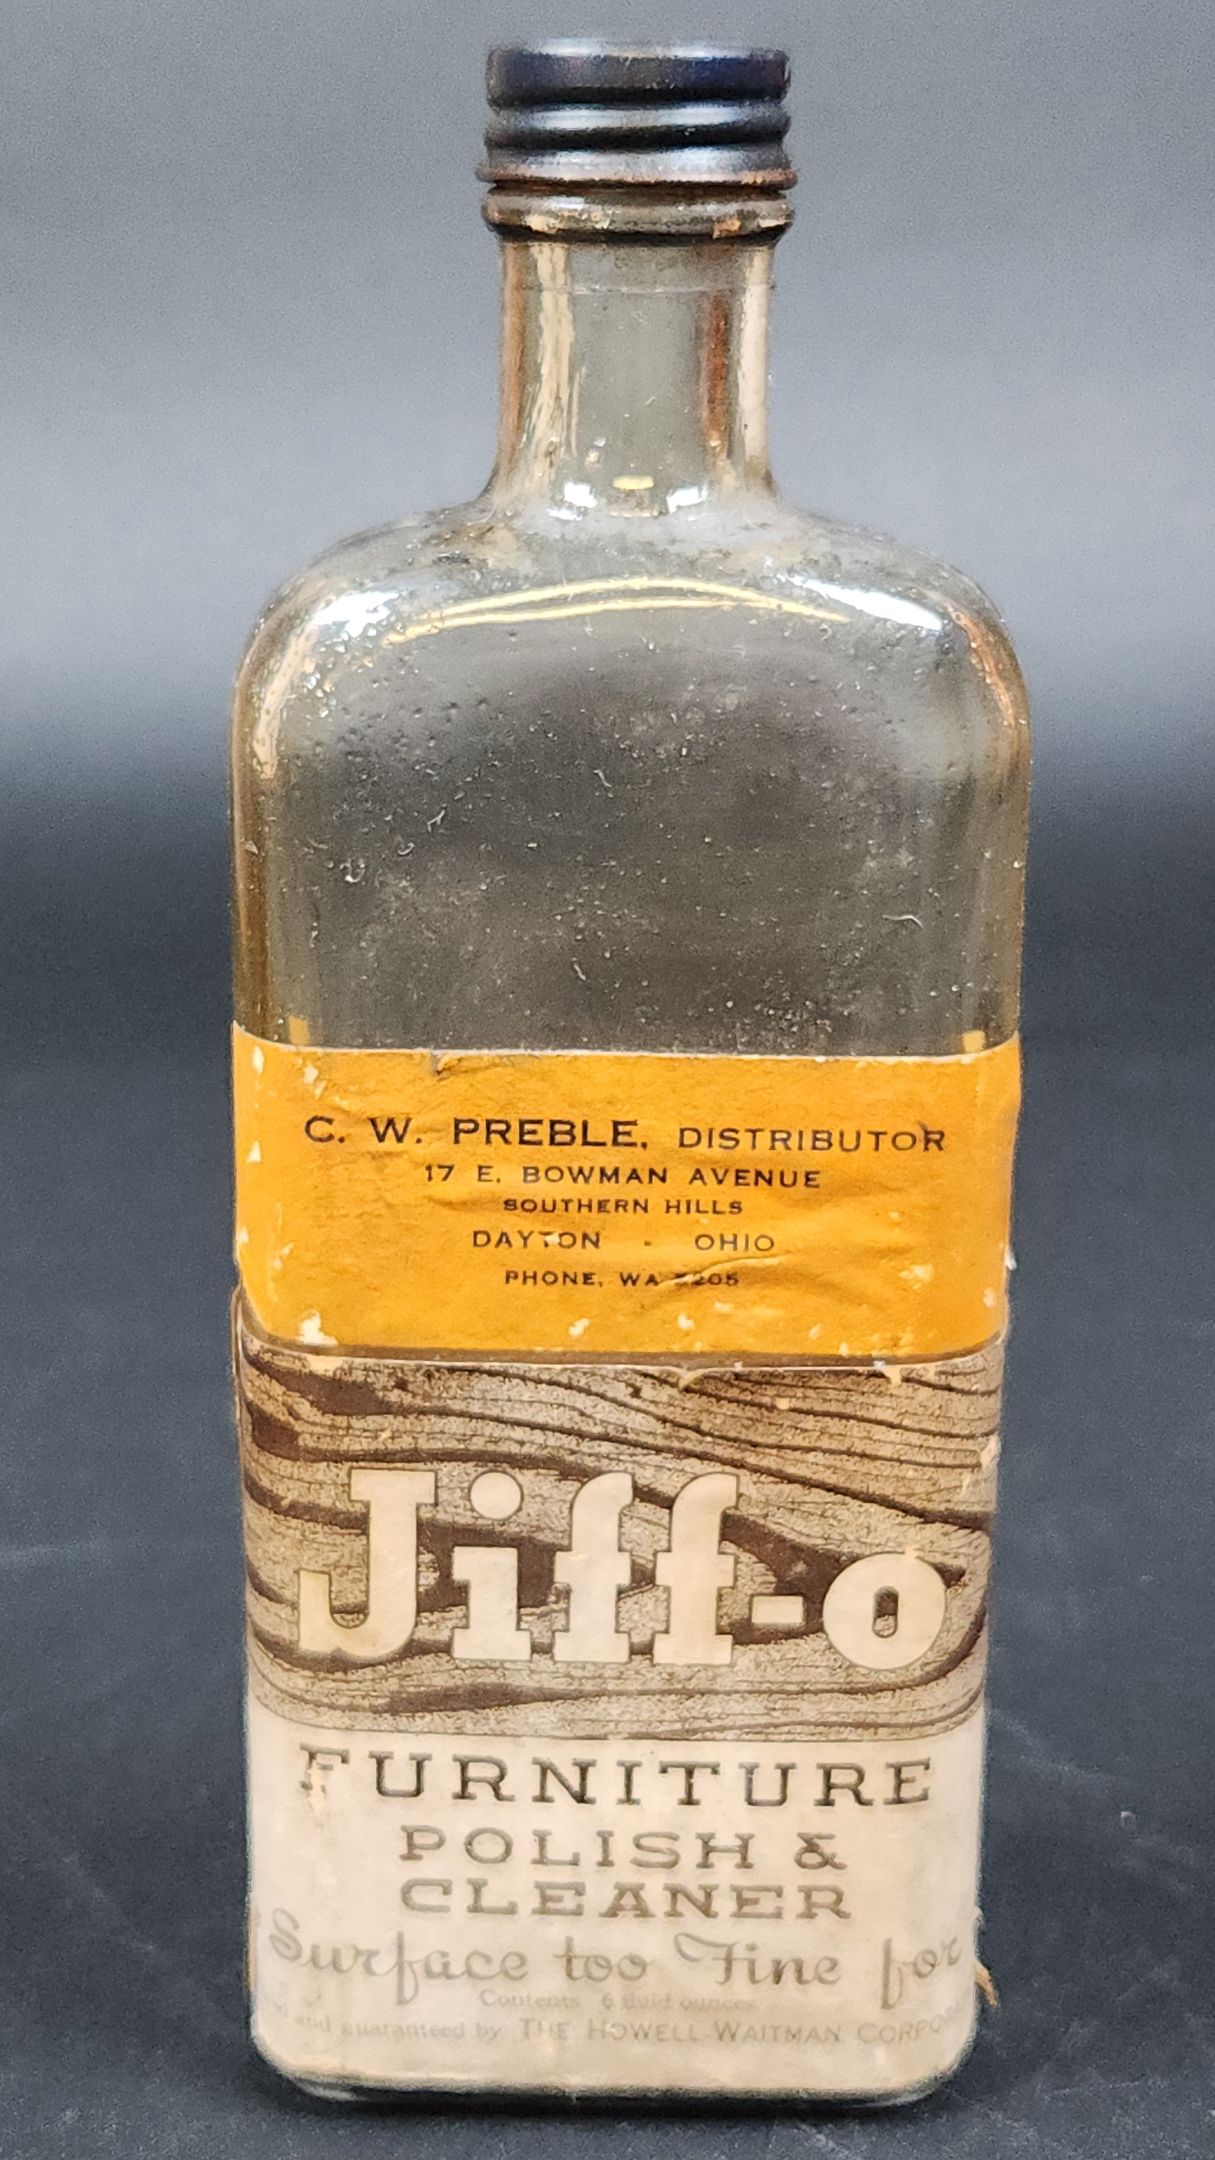 C. W. PREBLE, DISTRIBUTOR
17 E. BOWMAN AVENUE
SOUTHERN HILLS
DAYTON - OHIO
PHONE, WA 5205
Jiff-o
FURNITURE
POLISH &
CLEANER
Surface too Fine for
Contents 6 fluid ounces
and guaranteed by THE HOWELL-WAITMAN